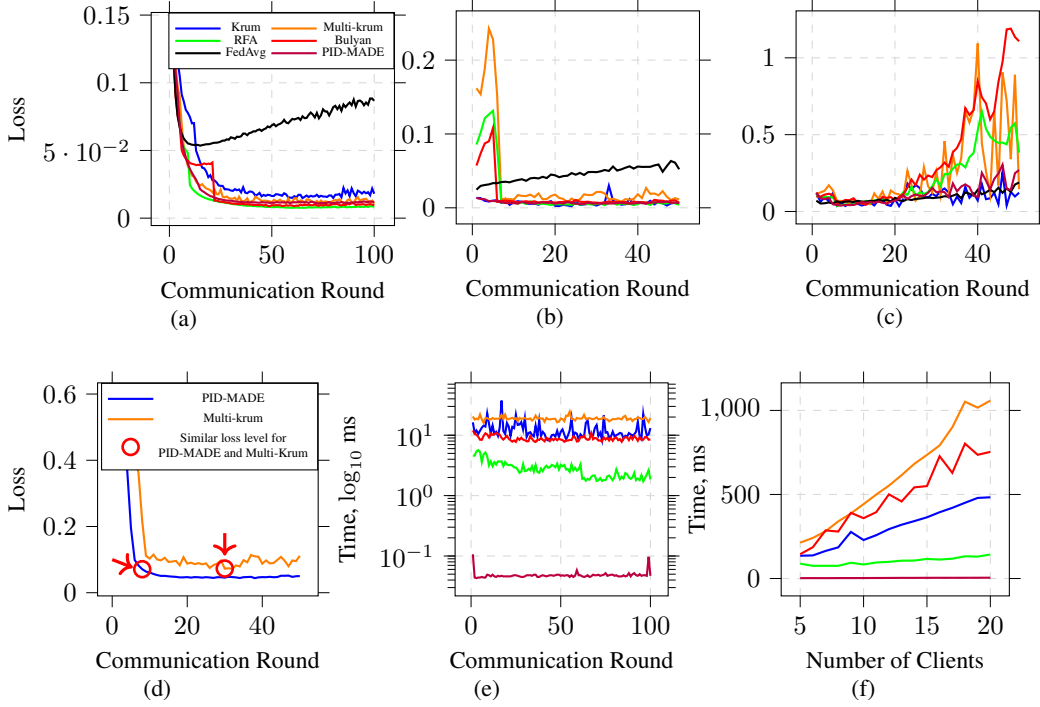 0.15
0.1
5 · 10⁻²
0
Loss
Krum
Multi-krum
RFA
Bulyan
FedAvg
PID-MADE
0
50
100
Communication Round
(a)
0.2
0.1
0
0
20
40
Communication Round
(b)
1
0.5
0
0
20
40
Communication Round
(c)
0.6
0.4
0.2
0
Loss
PID-MADE
Multi-krum
Similar loss level for
PID-MADE and Multi-Krum
0
20
40
Communication Round
(d)
Time, log₁₀ ms
10¹
10⁰
10⁻¹
0
50
100
Communication Round
(e)
Time, ms
1,000
500
0
5
10
15
20
Number of Clients
(f)